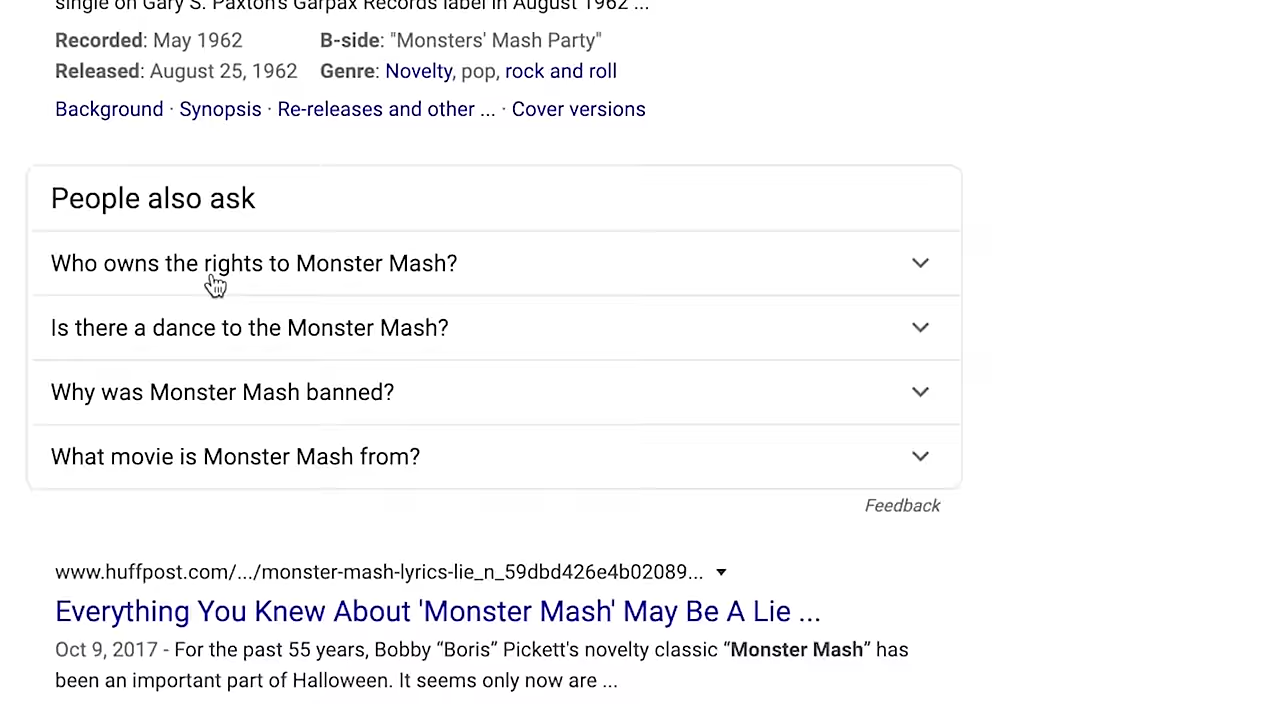 single on Gary S. Paxton's Garpax Records label in August 1962 ...
Recorded: May 1962 B-side: "Monsters' Mash Party"
Released: August 25, 1962 Genre: Novelty, pop, rock and roll
Background · Synopsis · Re-releases and other ... · Cover versions
People also ask
Who owns the rights to Monster Mash?
Is there a dance to the Monster Mash?
Why was Monster Mash banned?
What movie is Monster Mash from?
Feedback
www.huffpost.com/.../monster-mash-lyrics-lie_n_59dbd426e4b02089...
Everything You Knew About 'Monster Mash' May Be A Lie ...
Oct 9, 2017 - For the past 55 years, Bobby “Boris” Pickett's novelty classic “Monster Mash” has
been an important part of Halloween. It seems only now are ...